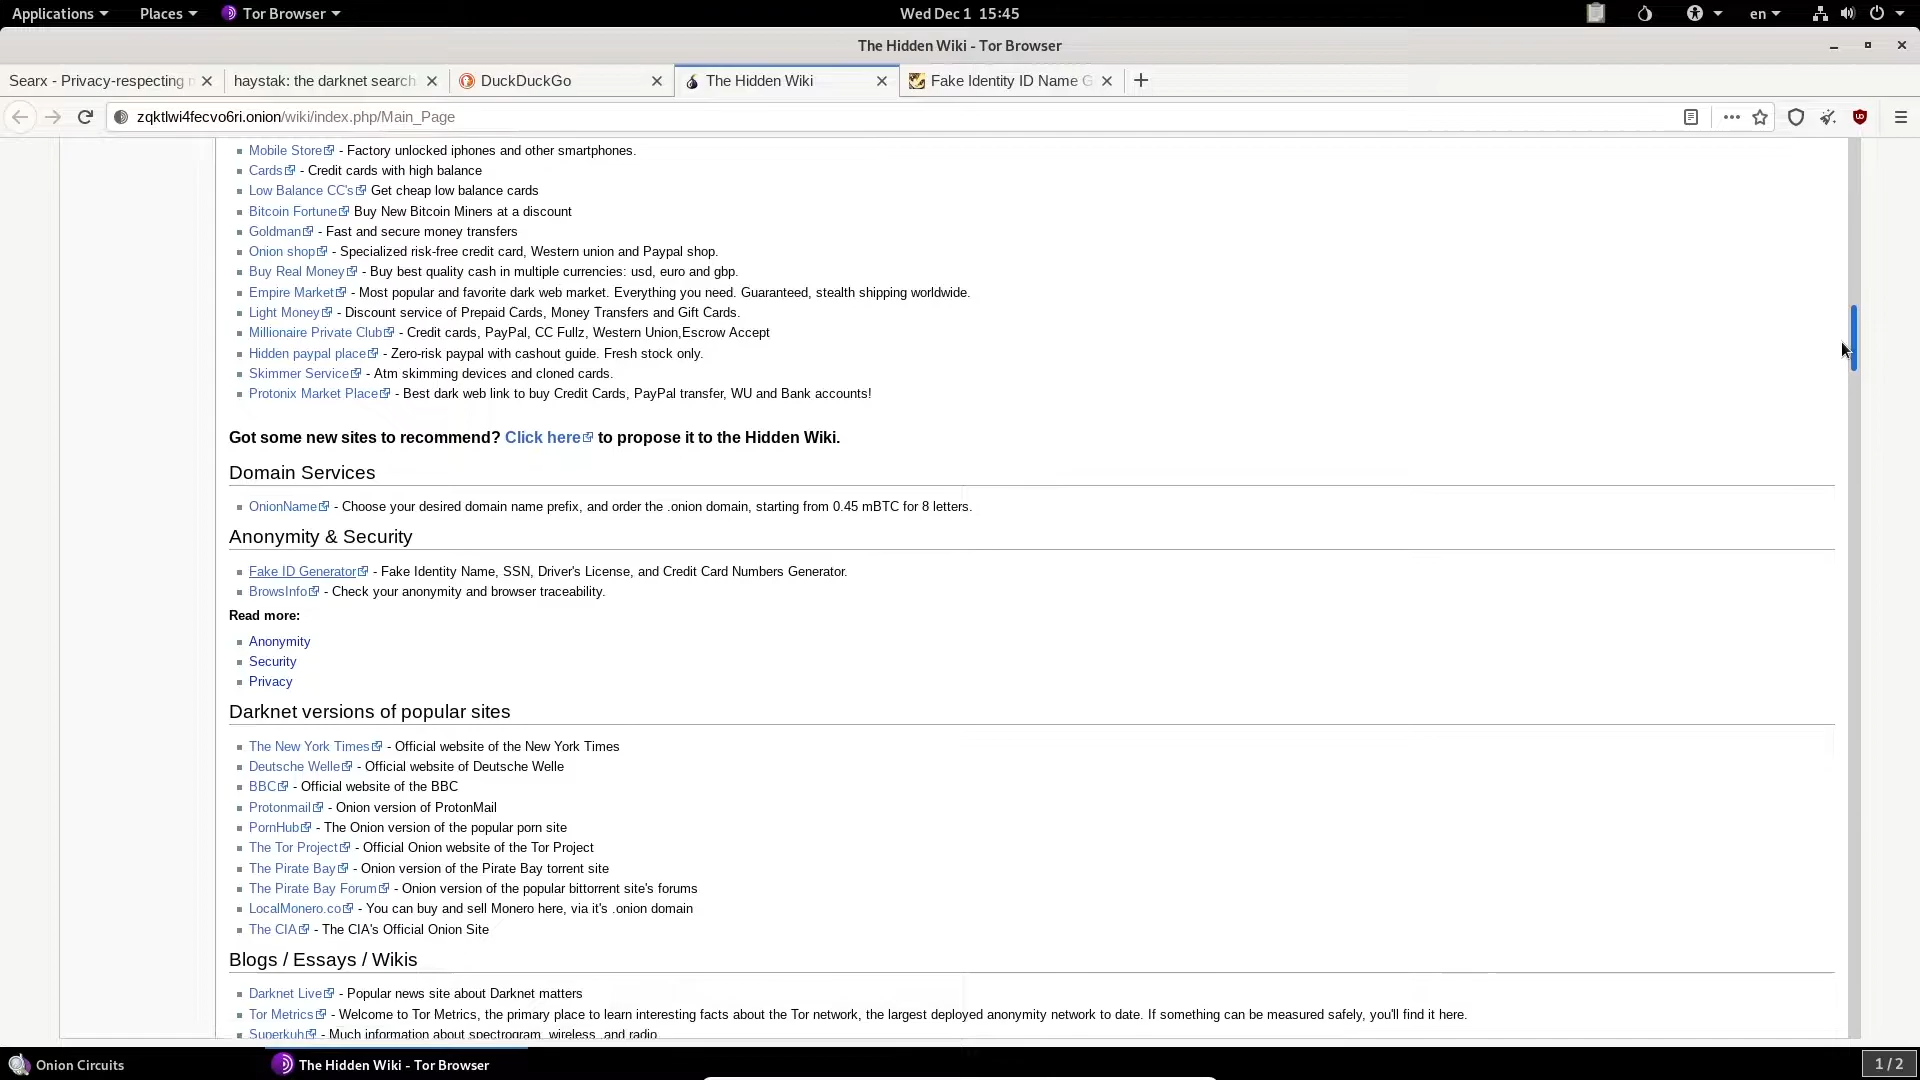 Applications Places Tor Browser Wed Dec 1 15:45 en
The Hidden Wiki - Tor Browser
Searx - Privacy-respecting haystak: the darknet search DuckDuckGo The Hidden Wiki Fake Identity ID Name G
zqktlwi4fecvo6ri.onion/wiki/index.php/Main_Page
Mobile Store - Factory unlocked iphones and other smartphones.
Cards - Credit cards with high balance
Low Balance CC's Get cheap low balance cards
Bitcoin Fortune Buy New Bitcoin Miners at a discount
Goldman - Fast and secure money transfers
Onion shop - Specialized risk-free credit card, Western union and Paypal shop.
Buy Real Money - Buy best quality cash in multiple currencies: usd, euro and gbp.
Empire Market - Most popular and favorite dark web market. Everything you need. Guaranteed, stealth shipping worldwide.
Light Money - Discount service of Prepaid Cards, Money Transfers and Gift Cards.
Millionaire Private Club - Credit cards, PayPal, CC Fullz, Western Union,Escrow Accept
Hidden paypal place - Zero-risk paypal with cashout guide. Fresh stock only.
Skimmer Service - Atm skimming devices and cloned cards.
Protonix Market Place - Best dark web link to buy Credit Cards, PayPal transfer, WU and Bank accounts!
Got some new sites to recommend? Click here to propose it to the Hidden Wiki.
Domain Services
OnionName - Choose your desired domain name prefix, and order the .onion domain, starting from 0.45 mBTC for 8 letters.
Anonymity & Security
Fake ID Generator - Fake Identity Name, SSN, Driver's License, and Credit Card Numbers Generator.
BrowsInfo - Check your anonymity and browser traceability.
Read more:
Anonymity
Security
Privacy
Darknet versions of popular sites
The New York Times - Official website of the New York Times
Deutsche Welle - Official website of Deutsche Welle
BBC - Official website of the BBC
Protonmail - Onion version of ProtonMail
PornHub - The Onion version of the popular porn site
The Tor Project - Official Onion website of the Tor Project
The Pirate Bay - Onion version of the Pirate Bay torrent site
The Pirate Bay Forum - Onion version of the popular bittorrent site's forums
LocalMonero.co - You can buy and sell Monero here, via it's .onion domain
The CIA - The CIA's Official Onion Site
Blogs / Essays / Wikis
Darknet Live - Popular news site about Darknet matters
Tor Metrics - Welcome to Tor Metrics, the primary place to learn interesting facts about the Tor network, the largest deployed anonymity network to date. If something can be measured safely, you'll find it here.
Superkuh - Much information about spectrogram, wireless, and radio
Onion Circuits The Hidden Wiki - Tor Browser 1 / 2